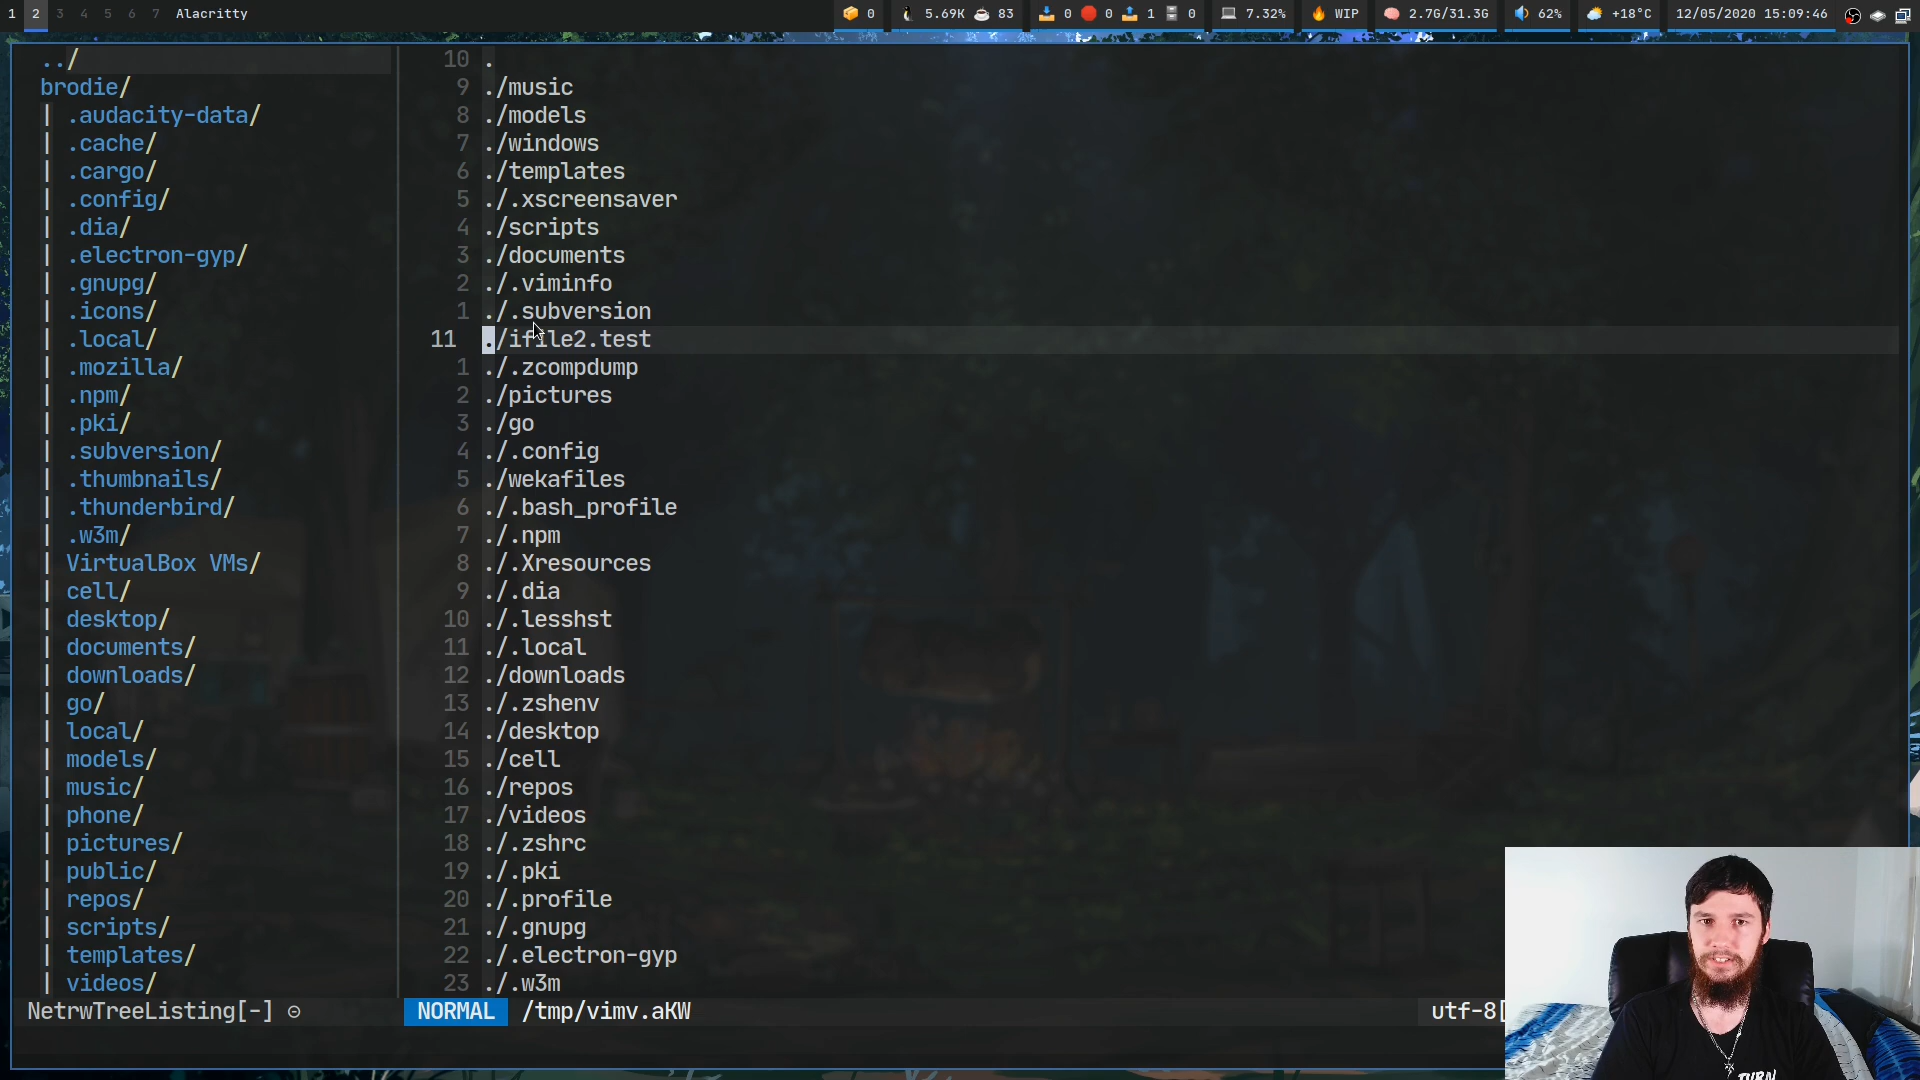 1 2 3 4 5 6 7 Alacritty
0 5.69K 83 0 0 1 0 7.32% WIP 2.7G/31.3G 62% +18°C 12/05/2020 15:09:46
../
brodie/
| .audacity-data/
| .cache/
| .cargo/
| .config/
| .dia/
| .electron-gyp/
| .gnupg/
| .icons/
| .local/
| .mozilla/
| .npm/
| .pki/
| .subversion/
| .thumbnails/
| .thunderbird/
| .w3m/
| VirtualBox VMs/
| cell/
| desktop/
| documents/
| downloads/
| go/
| local/
| models/
| music/
| phone/
| pictures/
| public/
| repos/
| scripts/
| templates/
| videos/
NetrwTreeListing[-]
10 .
9 ./music
8 ./models
7 ./windows
6 ./templates
5 ./.xscreensaver
4 ./scripts
3 ./documents
2 ./.viminfo
1 ./.subversion
11 ./ifile2.test
1 ./.zcompdump
2 ./pictures
3 ./go
4 ./.config
5 ./wekafiles
6 ./.bash_profile
7 ./.npm
8 ./.Xresources
9 ./.dia
10 ./.lesshst
11 ./.local
12 ./downloads
13 ./.zshenv
14 ./desktop
15 ./cell
16 ./repos
17 ./videos
18 ./.zshrc
19 ./.pki
20 ./.profile
21 ./.gnupg
22 ./.electron-gyp
23 ./.w3m
NORMAL /tmp/vimv.aKW utf-8[
TURN